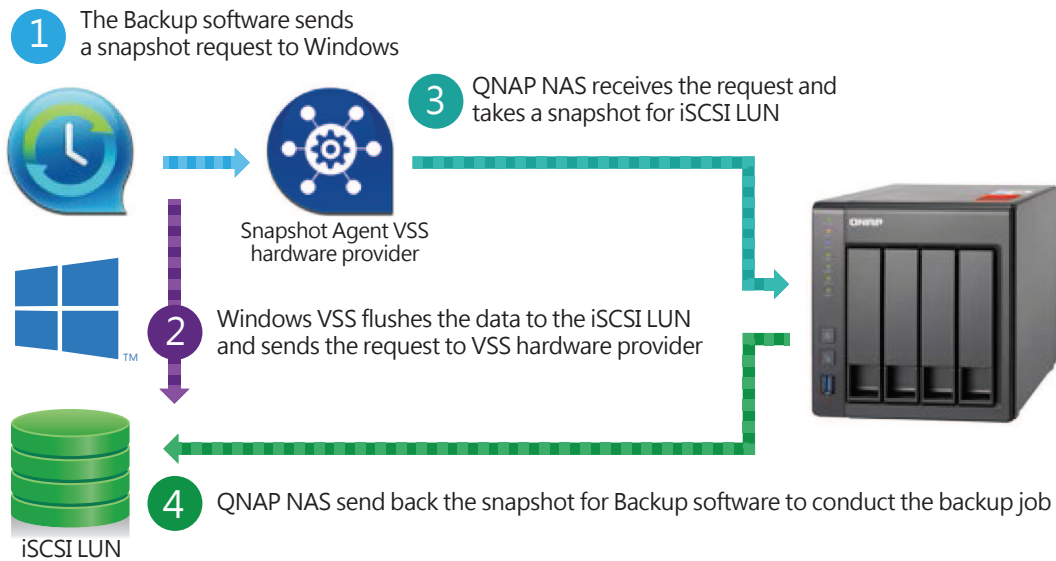 1
The Backup software sends
a snapshot request to Windows
3
QNAP NAS receives the request and
takes a snapshot for iSCSI LUN
Snapshot Agent VSS
hardware provider
QNAP
TM
2
Windows VSS flushes the data to the iSCSI LUN
and sends the request to VSS hardware provider
4
QNAP NAS send back the snapshot for Backup software to conduct the backup job
iSCSI LUN